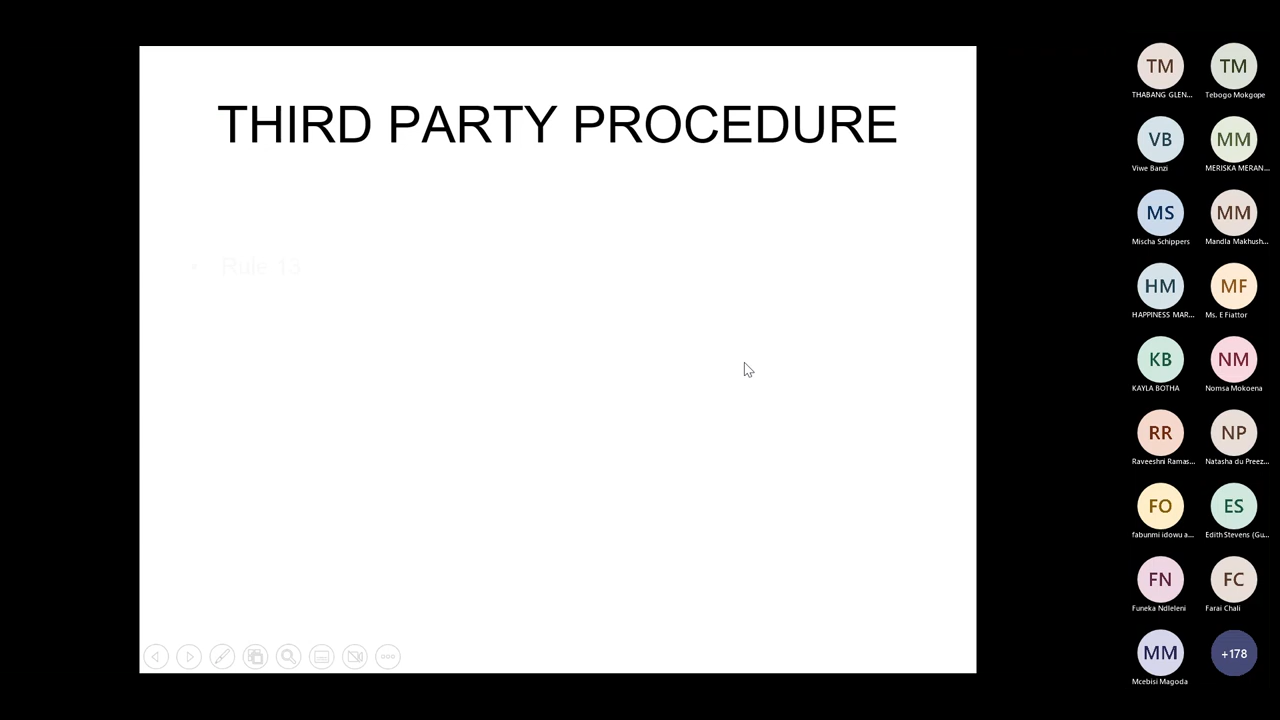 THIRD PARTY PROCEDURE
• Rule 13
TM TM
THABANG GLEN... Tebogo Mokgope
VB MM
Viwe Banzi MERISKA MERAN...
MS MM
Mischa Schippers Mandla Makhush...
HM MF
HAPPINESS MAR... Ms. E Fiattor
KB NM
KAYLA BOTHA Nomsa Mokoena
RR NP
Raveeshni Ramas... Natasha du Preez...
FO ES
fabunmi idowu a... Edith Stevens (Gu...
FN FC
Funeka Ndleleni Farai Chali
MM +178
Mcebisi Magoda